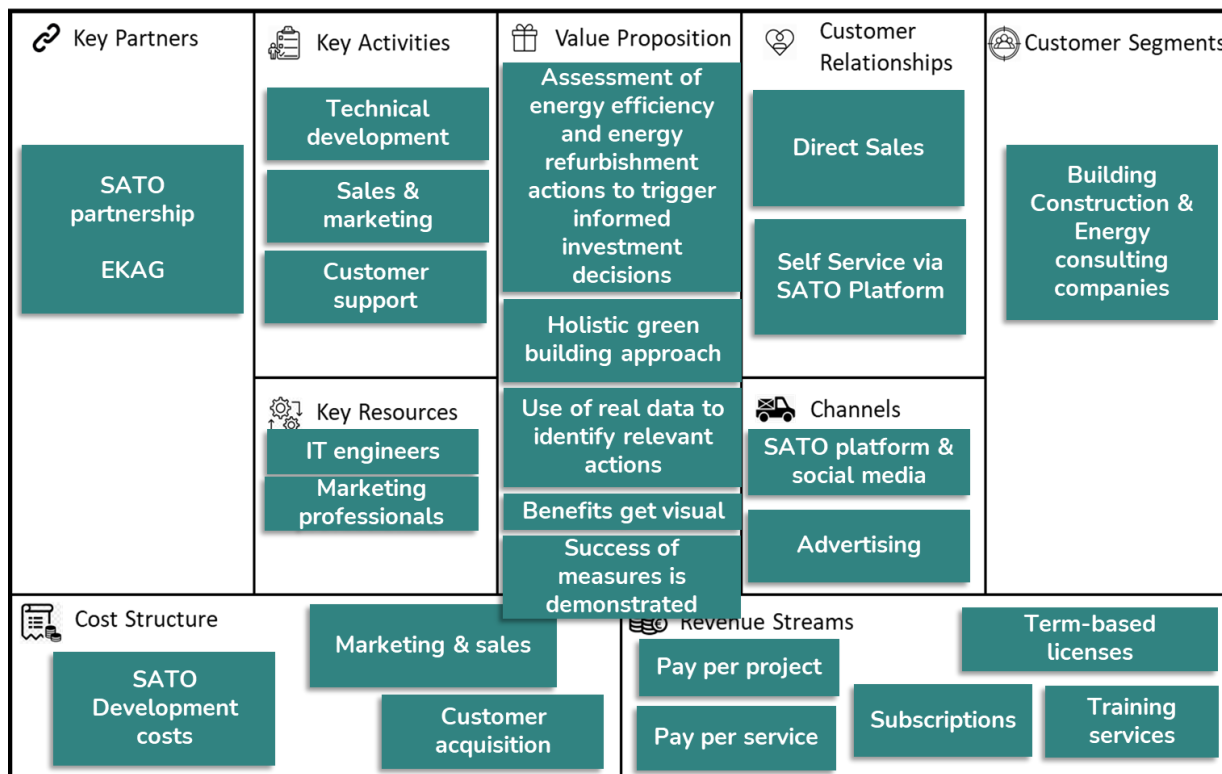 Key Partners
SATO
partnership
EKAG
Key Activities
Technical
development
Sales &
marketing
Customer
support
Key Resources
IT engineers
Marketing
professionals
Value Proposition
Assessment of
energy efficiency
and energy
refurbishment
actions to trigger
informed
investment
decisions
Holistic green
building approach
Use of real data to
identify relevant
actions
Benefits get visual
Success of
measures is
demonstrated
Customer
Relationships
Direct Sales
Self Service via
SATO Platform
Channels
SATO platform &
social media
Advertising
Customer Segments
Building
Construction &
Energy
consulting
companies
Cost Structure
SATO
Development
costs
Marketing & sales
Customer
acquisition
Revenue Streams
Pay per project
Pay per service
Term-based
licenses
Subscriptions
Training
services